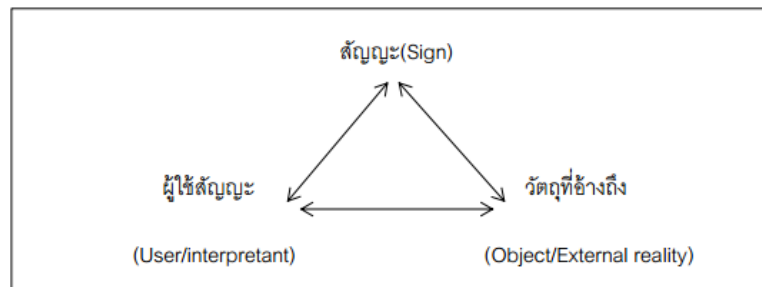 สัญญะ(Sign)
ผู้ใช้สัญญะ
วัตถุที่อ้างถึง
(User/interpretant)
(Object/External reality)